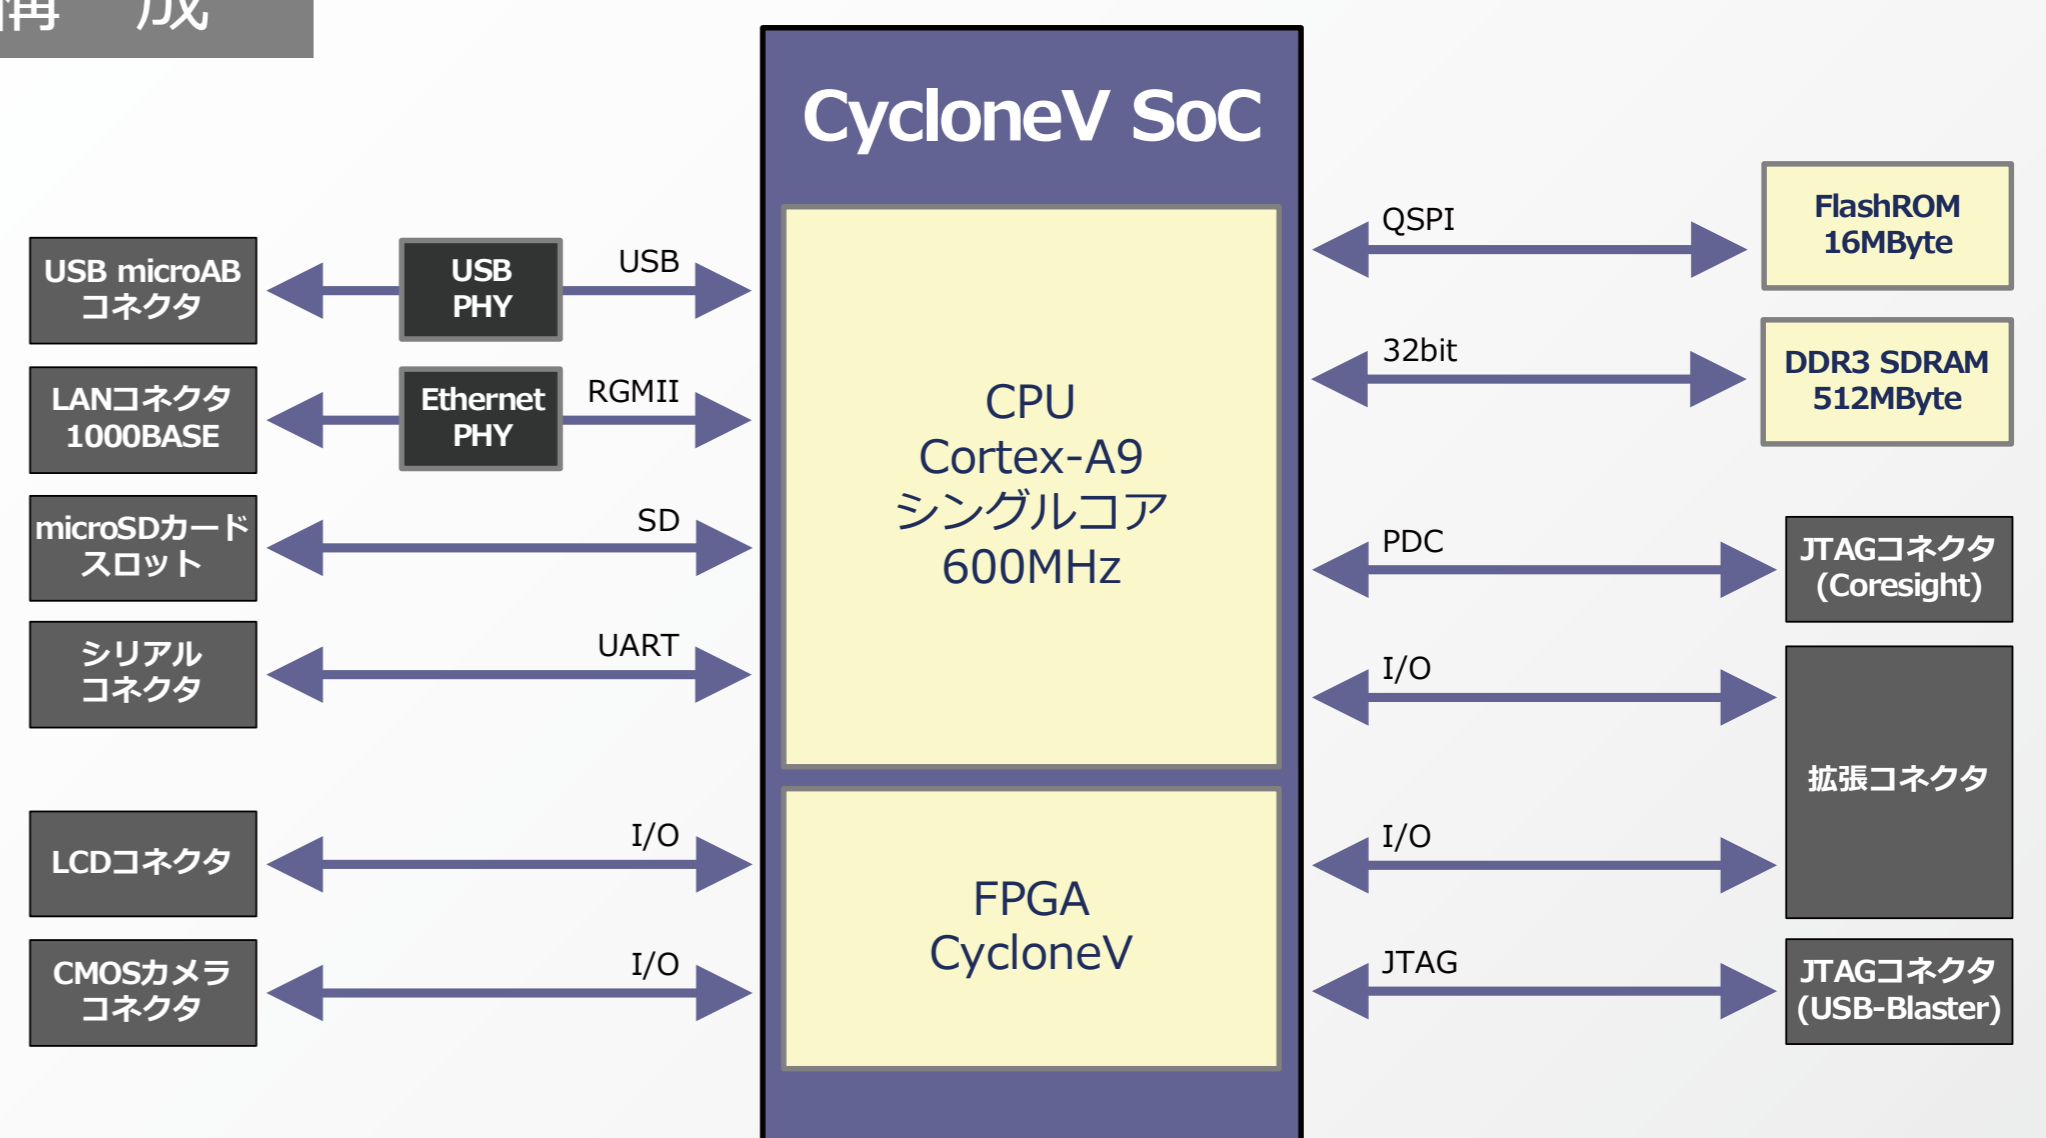 構 成
CycloneV SoC
USB microAB
コネクタ
USB
PHY
USB
LANコネクタ
1000BASE
Ethernet
PHY
RGMII
microSDカード
スロット
SD
シリアル
コネクタ
UART
LCDコネクタ
I/O
CMOSカメラ
コネクタ
I/O
CPU
Cortex-A9
シングルコア
600MHz
FPGA
CycloneV
QSPI
FlashROM
16MByte
32bit
DDR3 SDRAM
512MByte
PDC
JTAGコネクタ
(Coresight)
I/O
拡張コネクタ
I/O
JTAG
JTAGコネクタ
(USB-Blaster)